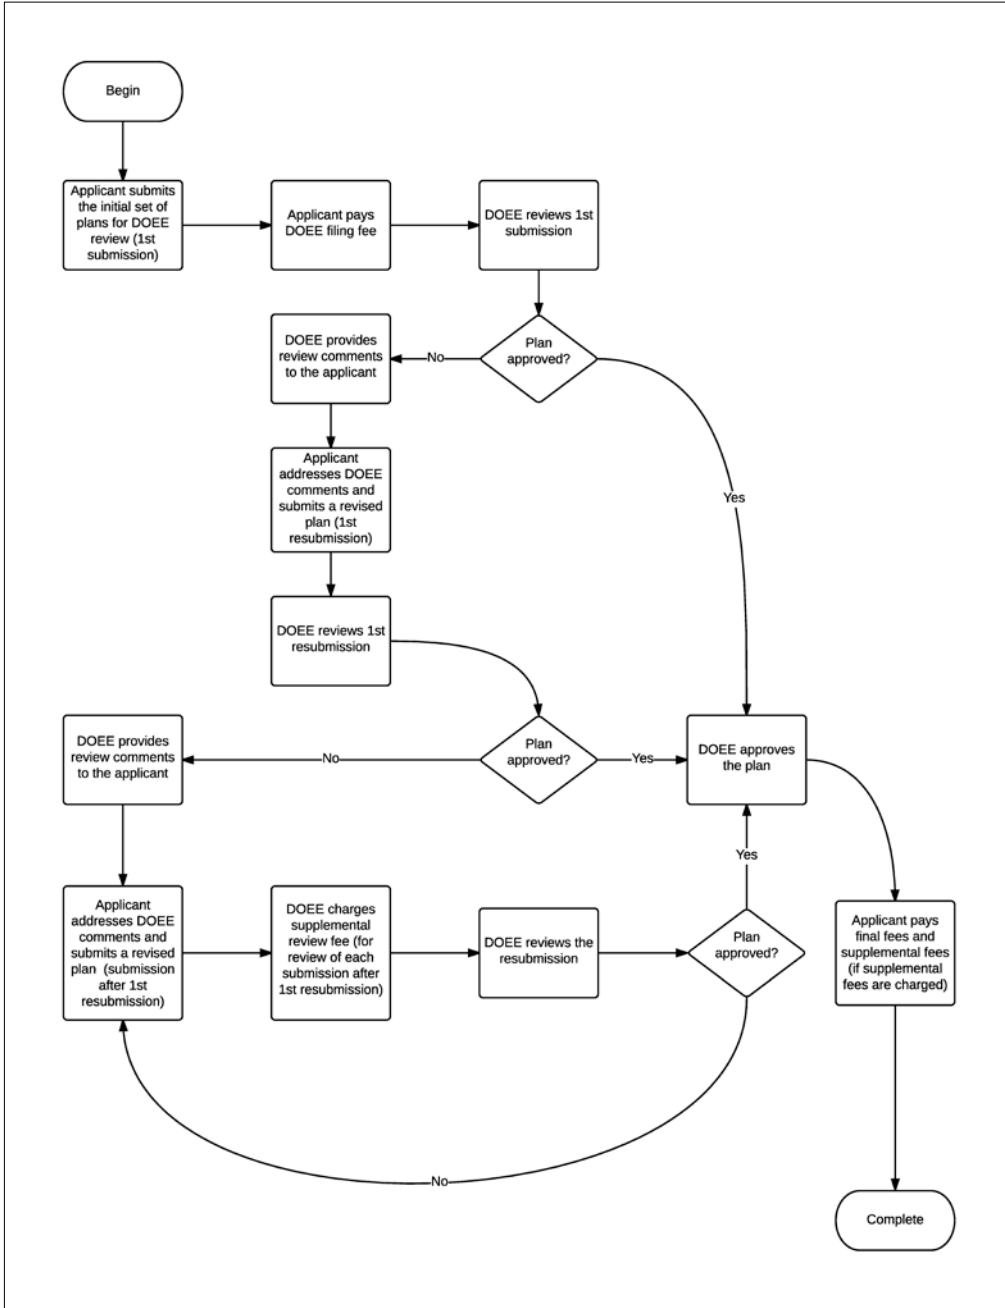 Begin
Applicant submits
the initial set of
plans for DOEE
review (1st
submission)
Applicant pays
DOEE filing fee
DOEE reviews 1st
submission
Plan
approved?
No
DOEE provides
review comments
to the applicant
Yes
Applicant
addresses DOEE
comments and
submits a revised
plan (1st
resubmission)
DOEE reviews 1st
resubmission
Plan
approved?
No
Yes
DOEE provides
review comments
to the applicant
DOEE approves
the plan
Yes
Applicant
addresses DOEE
comments and
submits a revised
plan (submission
after 1st
resubmission)
DOEE charges
supplemental
review fee (for
review of each
submission after
1st resubmission)
DOEE reviews the
resubmission
Plan
approved?
Applicant pays
final fees and
supplemental fees
(if supplemental
fees are charged)
No
Complete